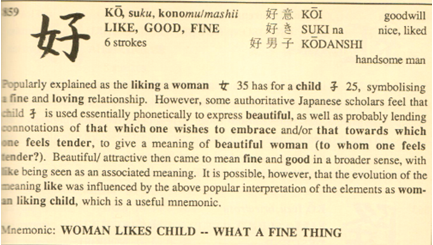 859
好
KŌ, suku, konomu/mashii
LIKE, GOOD, FINE
6 strokes
好意 KŌI goodwill
好き SUKI na nice, liked
好男子 KŌDANSHI
handsome man
Popularly explained as the liking a woman 女 35 has for a child 子 25, symbolising
a fine and loving relationship. However, some authoritative Japanese scholars feel that
child 子 is used essentially phonetically to express beautiful, as well as probably lending
connotations of that which one wishes to embrace and/or that towards which
one feels tender, to give a meaning of beautiful woman (to whom one feels
tender?). Beautiful/ attractive then came to mean fine and good in a broader sense, with
like being seen as an associated meaning. It is possible, however, that the evolution of the
meaning like was influenced by the above popular interpretation of the elements as wom-
an liking child, which is a useful mnemonic.
Mnemonic: WOMAN LIKES CHILD -- WHAT A FINE THING